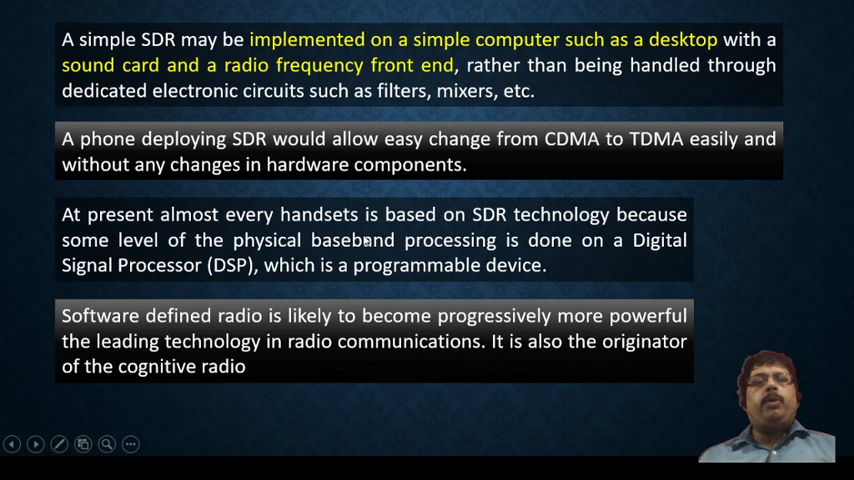 A simple SDR may be implemented on a simple computer such as a desktop with a
sound card and a radio frequency front end, rather than being handled through
dedicated electronic circuits such as filters, mixers, etc.
A phone deploying SDR would allow easy change from CDMA to TDMA easily and
without any changes in hardware components.
At present almost every handsets is based on SDR technology because
some level of the physical baseband processing is done on a Digital
Signal Processor (DSP), which is a programmable device.
Software defined radio is likely to become progressively more powerful
the leading technology in radio communications. It is also the originator
of the cognitive radio